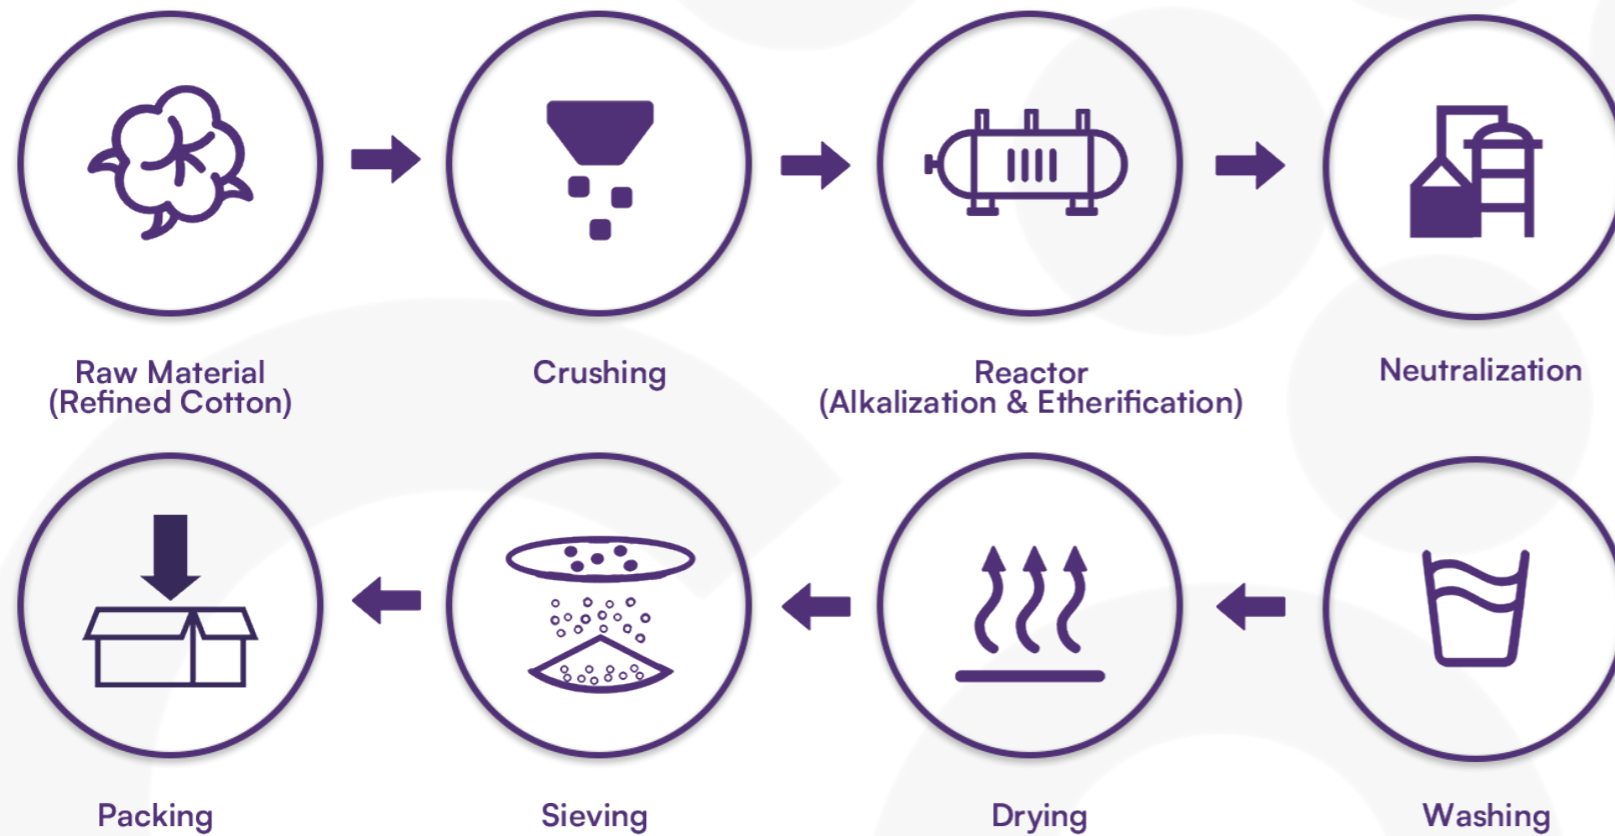 Raw Material
(Refined Cotton)
Crushing
Reactor
(Alkalization & Etherification)
Neutralization
Packing
Sieving
Drying
Washing